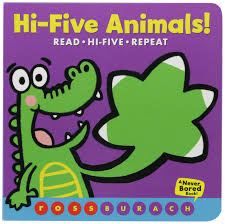 Hi-Five Animals!
READ • HI-FIVE • REPEAT
A
Never
Bored
Book!
ROSS BURACH